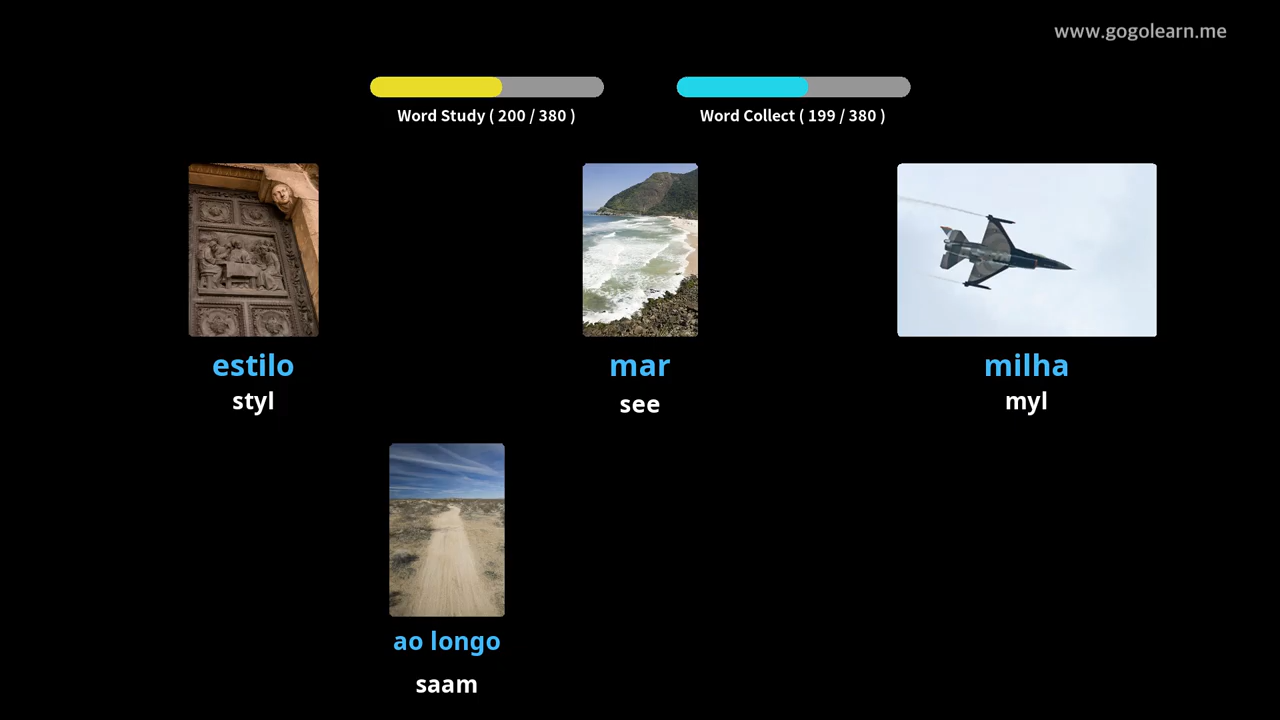 www.gogolearn.me
Word Study ( 200 / 380 )
Word Collect ( 199 / 380 )
estilo
styl
mar
see
milha
myl
ao longo
saam